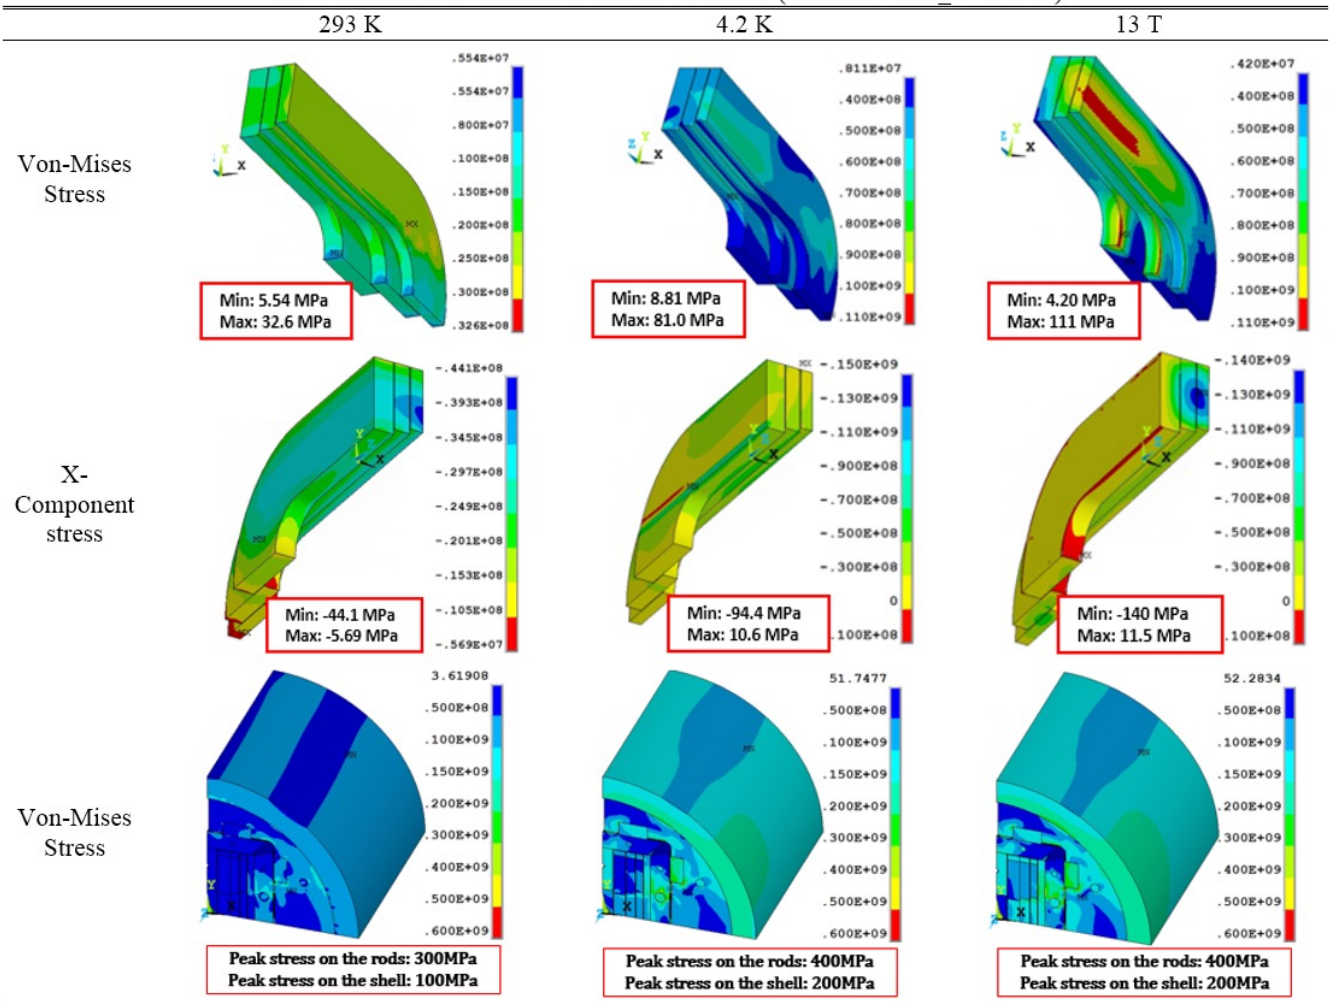 293 K 4.2 K 13 T
Von-Mises
Stress
.554E+07
.554E+07
.800E+07
.100E+08
.150E+08
.200E+08
.250E+08
.300E+08
.326E+08
Y
X
MX
MN
Min: 5.54 MPa
Max: 32.6 MPa
.811E+07
.400E+08
.500E+08
.600E+08
.700E+08
.800E+08
.900E+08
.100E+09
.110E+09
Z
Y
X
Min: 8.81 MPa
Max: 81.0 MPa
.420E+07
.400E+08
.500E+08
.600E+08
.700E+08
.800E+08
.900E+08
.100E+09
.110E+09
Z
Y
X
Min: 4.20 MPa
Max: 111 MPa
X-
Component
stress
-.441E+08
-.393E+08
-.345E+08
-.297E+08
-.249E+08
-.201E+08
-.153E+08
-.105E+08
-.569E+07
Y
Z
X
MN
Min: -44.1 MPa
Max: -5.69 MPa
MX
-.150E+09
-.130E+09
-.110E+09
-.900E+08
-.700E+08
-.500E+08
-.300E+08
0
.100E+08
Y
X
MN
Min: -94.4 MPa
Max: 10.6 MPa
-.140E+09
-.130E+09
-.110E+09
-.900E+08
-.700E+08
-.500E+08
-.300E+08
0
.100E+08
Y
Z
X
MX
Min: -140 MPa
Max: 11.5 MPa
Von-Mises
Stress
3.61908
.500E+08
.100E+09
.150E+09
.200E+09
.300E+09
.400E+09
.500E+09
.600E+09
MN
Y
Z
X
Peak stress on the rods: 300MPa
Peak stress on the shell: 100MPa
51.7477
.500E+08
.100E+09
.150E+09
.200E+09
.300E+09
.400E+09
.500E+09
.600E+09
MN
Y
Z
X
Peak stress on the rods: 400MPa
Peak stress on the shell: 200MPa
52.2834
.500E+08
.100E+09
.150E+09
.200E+09
.300E+09
.400E+09
.500E+09
.600E+09
MN
Y
Z
X
Peak stress on the rods: 400MPa
Peak stress on the shell: 200MPa